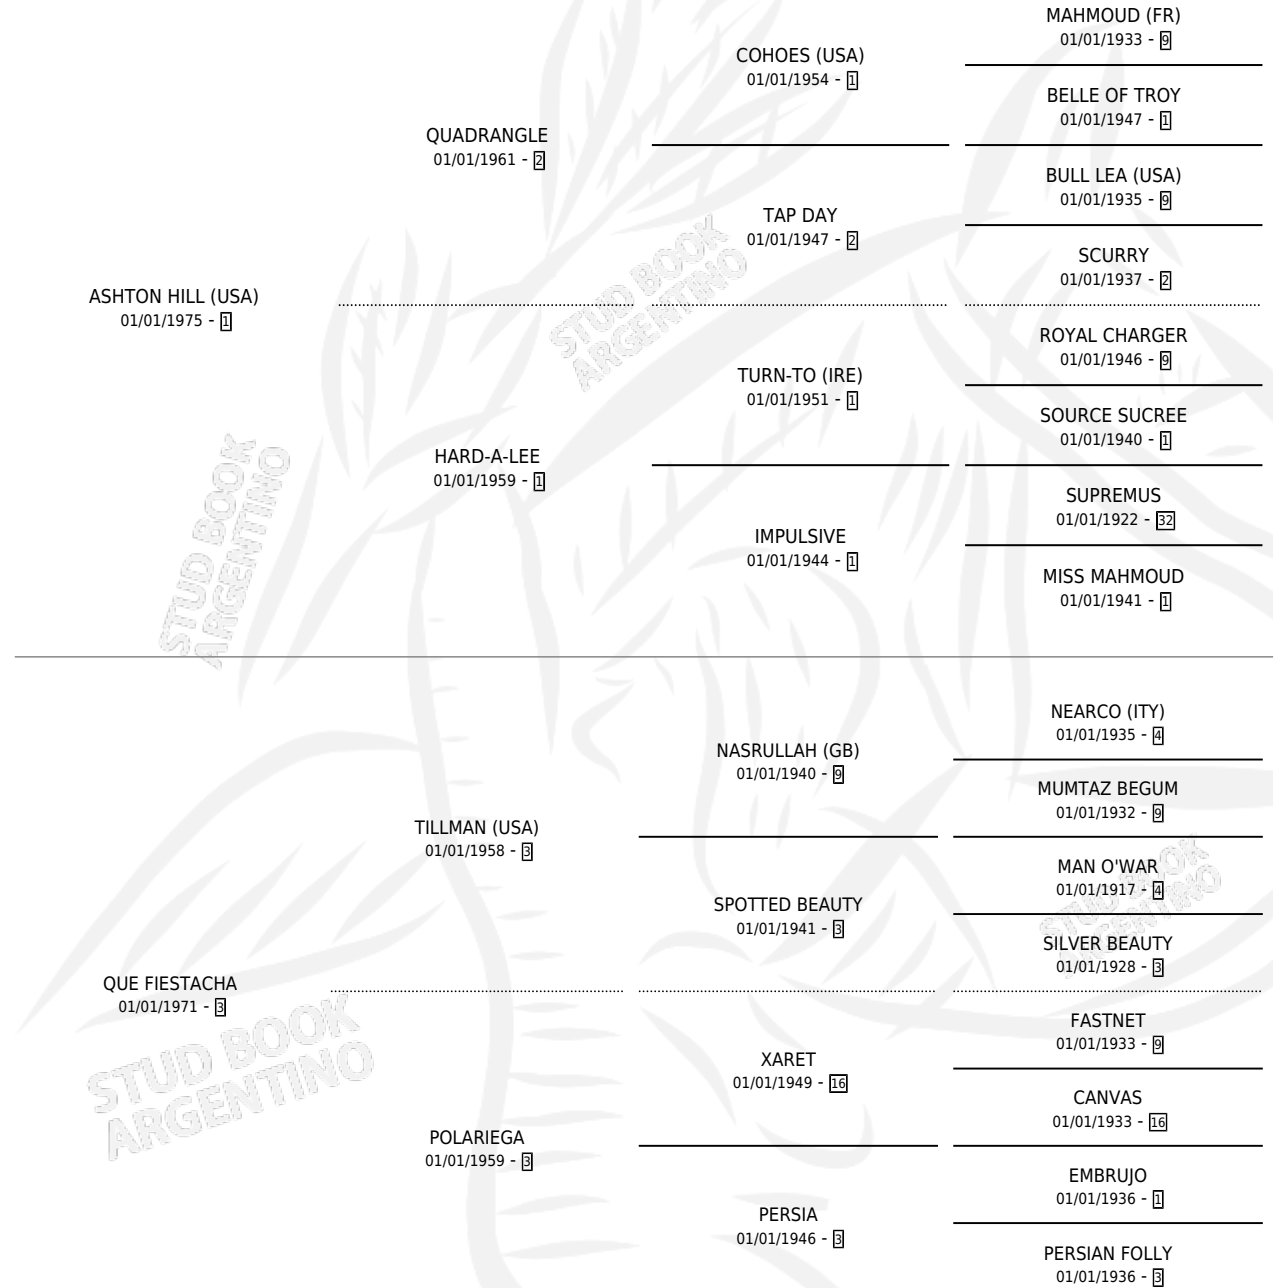 MAHMOUD (FR)
01/01/1933 - 9
COHOES (USA)
01/01/1954 - 1
BELLE OF TROY
01/01/1947 - 1
QUADRANGLE
01/01/1961 - 2
BULL LEA (USA)
01/01/1935 - 9
TAP DAY
01/01/1947 - 2
SCURRY
01/01/1937 - 2
ASHTON HILL (USA)
01/01/1975 - 1
ROYAL CHARGER
01/01/1946 - 9
TURN-TO (IRE)
01/01/1951 - 1
SOURCE SUCREE
01/01/1940 - 1
HARD-A-LEE
01/01/1959 - 1
SUPREMUS
01/01/1922 - 32
IMPULSIVE
01/01/1944 - 1
MISS MAHMOUD
01/01/1941 - 1
STUD BOOK
ARGENTINO
STUD BOOK
ARGENTINO
NEARCO (ITY)
01/01/1935 - 4
NASRULLAH (GB)
01/01/1940 - 9
MUMTAZ BEGUM
01/01/1932 - 9
TILLMAN (USA)
01/01/1958 - 3
MAN O'WAR
01/01/1917 - 4
SPOTTED BEAUTY
01/01/1941 - 3
SILVER BEAUTY
01/01/1928 - 3
QUE FIESTACHA
01/01/1971 - 3
FASTNET
01/01/1933 - 9
XARET
01/01/1949 - 16
CANVAS
01/01/1933 - 16
POLARIEGA
01/01/1959 - 3
EMBRUJO
01/01/1936 - 1
PERSIA
01/01/1946 - 3
PERSIAN FOLLY
01/01/1936 - 3
STUD BOOK
ARGENTINO
STUD BOOK
ARGENTINO